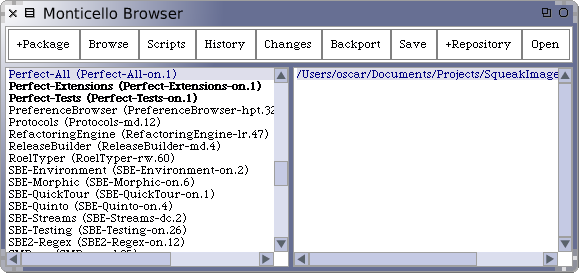 Monticello Browser
+Package Browse Scripts History Changes Backport Save +Repository Open
Perfect-All (Perfect-All-on.1)
Perfect-Extensions (Perfect-Extensions-on.1)
Perfect-Tests (Perfect-Tests-on.1)
PreferenceBrowser (PreferenceBrowser-hpt.32
Protocols (Protocols-md.12)
RefactoringEngine (RefactoringEngine-lr.47)
ReleaseBuilder (ReleaseBuilder-md.4)
RoelTyper (RoelTyper-rw.60)
SBE-Environment (SBE-Environment-on.2)
SBE-Morphic (SBE-Morphic-on.6)
SBE-QuickTour (SBE-QuickTour-on.1)
SBE-Quinto (SBE-Quinto-on.4)
SBE-Streams (SBE-Streams-dc.2)
SBE-Testing (SBE-Testing-on.26)
SBE2-Regex (SBE2-Regex-on.12)
/Users/oscar/Documents/Projects/SqueakImage